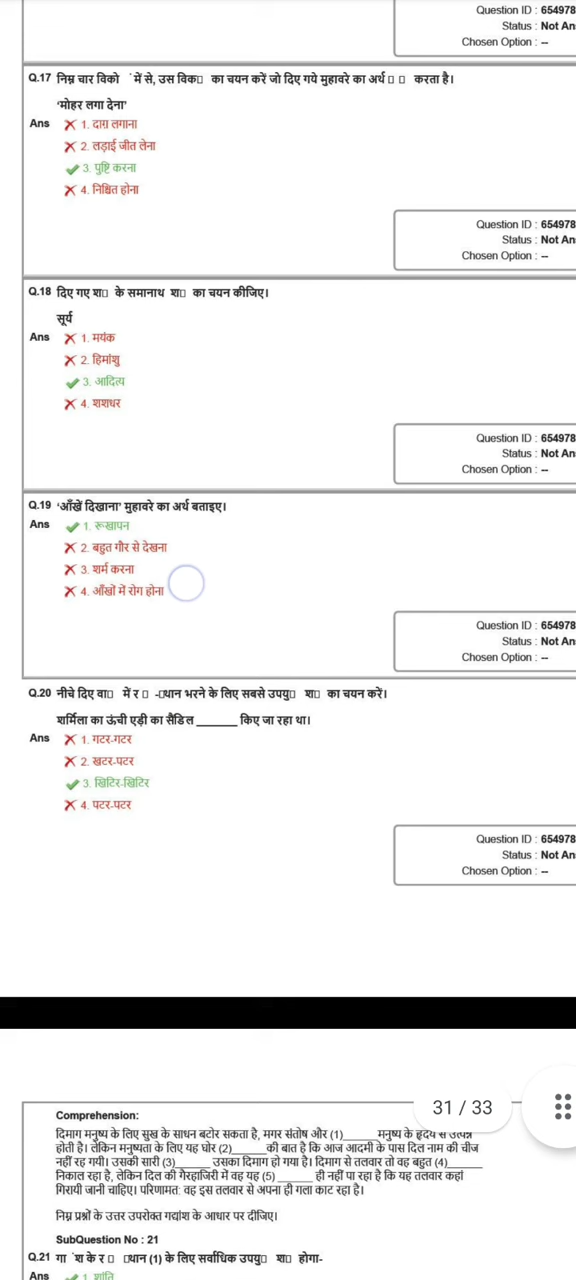 Question ID : 654978
Status : Not An
Chosen Option : --
Q.17 निम्न चार विको में से, उस विक का चयन करें जो दिए गये मुहावरे का अर्थ करता है।
'मोहर लगा देना'
Ans 1. दाग़ लगाना
2. लड़ाई जीत लेना
3. पुष्टि करना
4. निश्चित होना
Question ID : 654978
Status : Not An
Chosen Option : --
Q.18 दिए गए श के समानाथ श का चयन कीजिए।
सूर्य
Ans 1. मयंक
2. हिमांशु
3. आदित्य
4. शशधर
Question ID : 654978
Status : Not An
Chosen Option : --
Q.19 'आँखें दिखाना' मुहावरे का अर्थ बताइए।
Ans 1. रूखापन
2. बहुत गौर से देखना
3. शर्म करना
4. आँखों में रोग होना
Question ID : 654978
Status : Not An
Chosen Option : --
Q.20 नीचे दिए वा में र -थान भरने के लिए सबसे उपयु श का चयन करें।
शर्मिला का ऊंची एड़ी का सैंडिल ______ किए जा रहा था।
Ans 1. गटर-गटर
2. खटर-पटर
3. खिटिर-खिटिर
4. पटर-पटर
Question ID : 654978
Status : Not An
Chosen Option : --
31 / 33
Comprehension:
दिमाग मनुष्य के लिए सुख के साधन बटोर सकता है, मगर संतोष और (1)______ मनुष्य के हृदय से उत्पन्न
होती है। लेकिन मनुष्यता के लिए यह घोर (2)______की बात है कि आज आदमी के पास दिल नाम की चीज
नहीं रह गयी। उसकी सारी (3)______ उसका दिमाग हो गया है। दिमाग से तलवार तो वह बहुत (4)______
निकाल रहा है, लेकिन दिल की गैरहाजिरी में वह यह (5) ______ ही नहीं पा रहा है कि यह तलवार कहां
गिरायी जानी चाहिए। परिणामत: वह इस तलवार से अपना ही गला काट रहा है।
निम्न प्रश्नों के उत्तर उपरोक्त गद्यांश के आधार पर दीजिए।
SubQuestion No : 21
Q.21 गा श के र थान (1) के लिए सर्वाधिक उपयु श होगा-
Ans 1. शांति